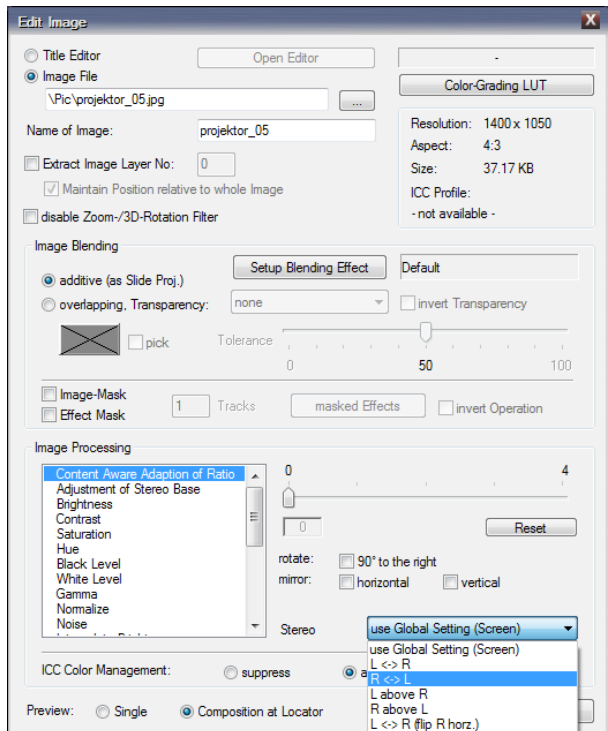 Edit Image
X
Title Editor
Open Editor
-
Image File
\Pic\projektor_05.jpg
...
Color-Grading LUT
Name of Image:
projektor_05
Resolution: 1400 x 1050
Aspect: 4:3
Size: 37.17 KB
ICC Profile:
- not available -
Extract Image Layer No:
0
Maintain Position relative to whole Image
disable Zoom-/3D-Rotation Filter
Image Blending
additive (as Slide Proj.)
Setup Blending Effect
Default
overlapping, Transparency:
none
invert Transparency
pick
Tolerance
0
50
100
Image-Mask
Effect Mask
1
Tracks
masked Effects
invert Operation
Image Processing
Content Aware Adaption of Ratio
Adjustment of Stereo Base
Brightness
Contrast
Saturation
Hue
Black Level
White Level
Gamma
Normalize
Noise
0
4
0
Reset
rotate:
90° to the right
mirror:
horizontal
vertical
Stereo
use Global Setting (Screen)
use Global Setting (Screen)
L <-> R
R <-> L
L above R
R above L
L <-> R (flip R horz.)
ICC Color Management:
suppress
Preview:
Single
Composition at Locator